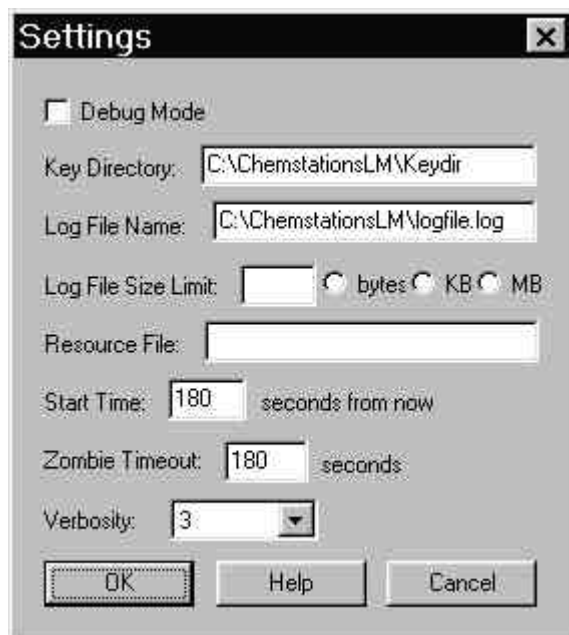 Settings
Debug Mode
Key Directory: C:\ChemstationsLM\Keydir
Log File Name: C:\ChemstationsLM\logfile.log
Log File Size Limit: bytes KB MB
Resource File:
Start Time: 180 seconds from now
Zombie Timeout: 180 seconds
Verbosity: 3
OK Help Cancel